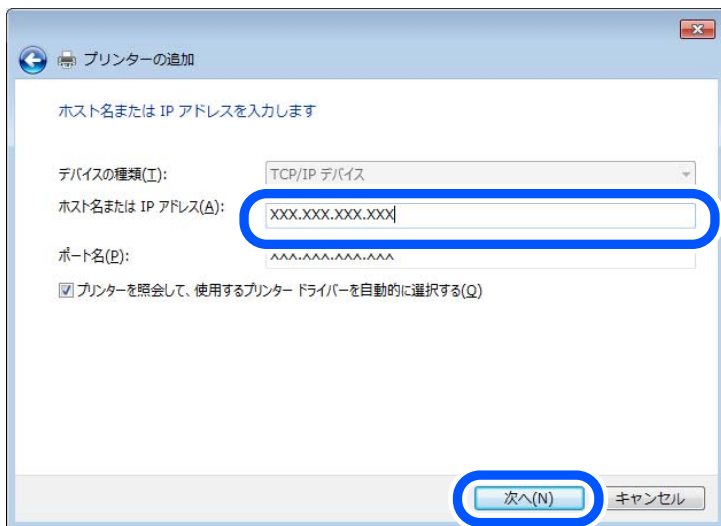 プリンターの追加
ホスト名または IP アドレスを入力します
デバイスの種類(T): TCP/IP デバイス
ホスト名または IP アドレス(A): XXX.XXX.XXX.XXX
ポート名(P): XXX.XXX.XXX.XXX
プリンターを照会して、使用するプリンター ドライバーを自動的に選択する(Q)
次へ(N) キャンセル